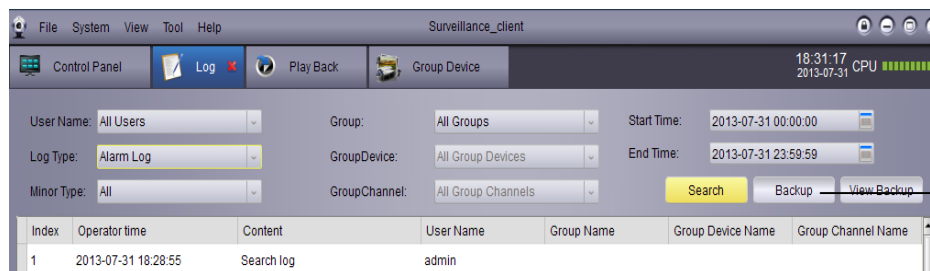 File System View Tool Help Surveillance_client
Control Panel Log Play Back Group Device 18:31:17 2013-07-31 CPU
User Name: All Users Group: All Groups Start Time: 2013-07-31 00:00:00
Log Type: Alarm Log GroupDevice: All Group Devices End Time: 2013-07-31 23:59:59
Minor Type: All GroupChannel: All Group Channels Search Backup View Backup
Index Operator time Content User Name Group Name Group Device Name Group Channel Name
1 2013-07-31 18:28:55 Search log admin